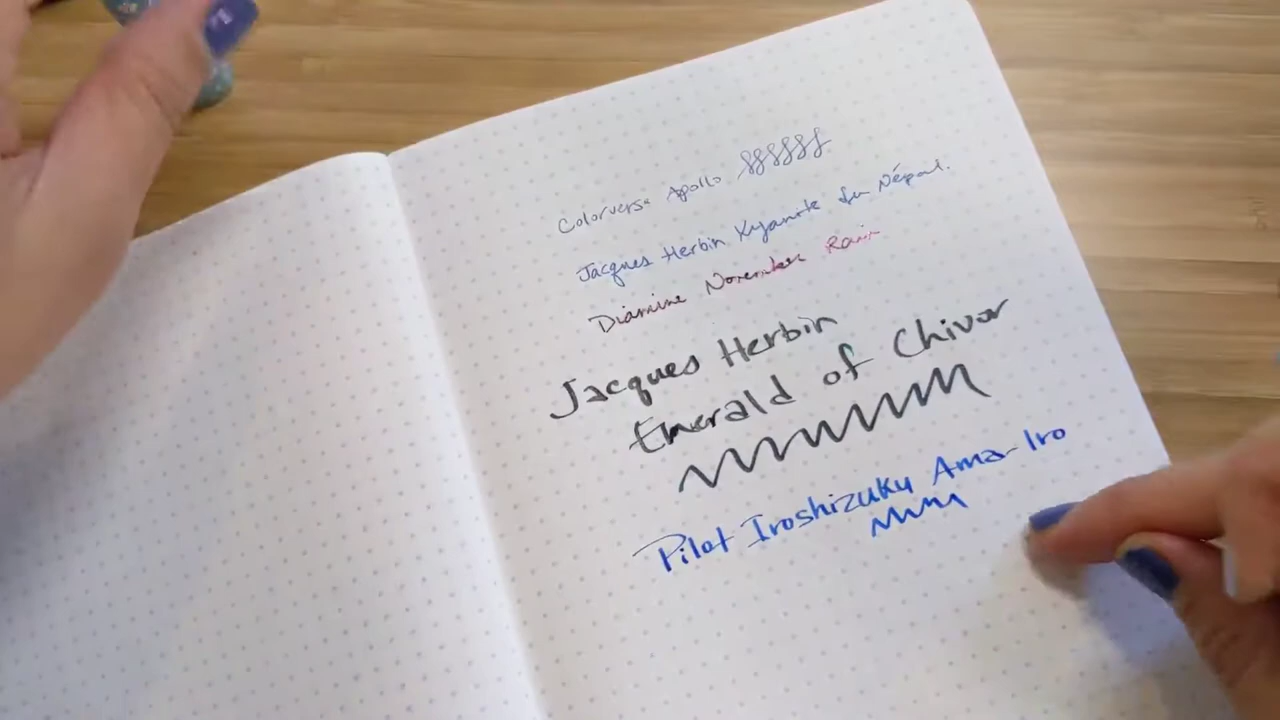 Colorverse Apollo
Jacques Herbin Kyanite du Népal.
Diamine November Rain
Jacques Herbin
Emerald of Chivor
Pilot Iroshizuku Ama-Iro